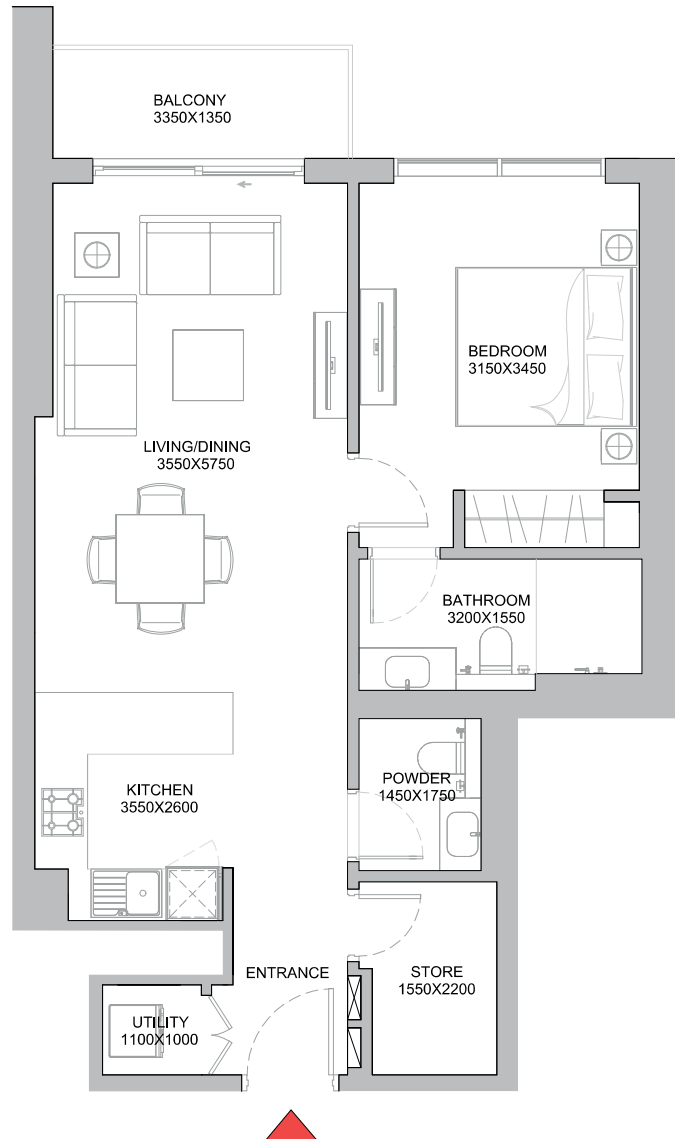 BALCONY
3350X1350
BEDROOM
3150X3450
LIVING/DINING
3550X5750
BATHROOM
3200X1550
KITCHEN
3550X2600
POWDER
1450X1750
ENTRANCE
STORE
1550X2200
UTILITY
1100X1000